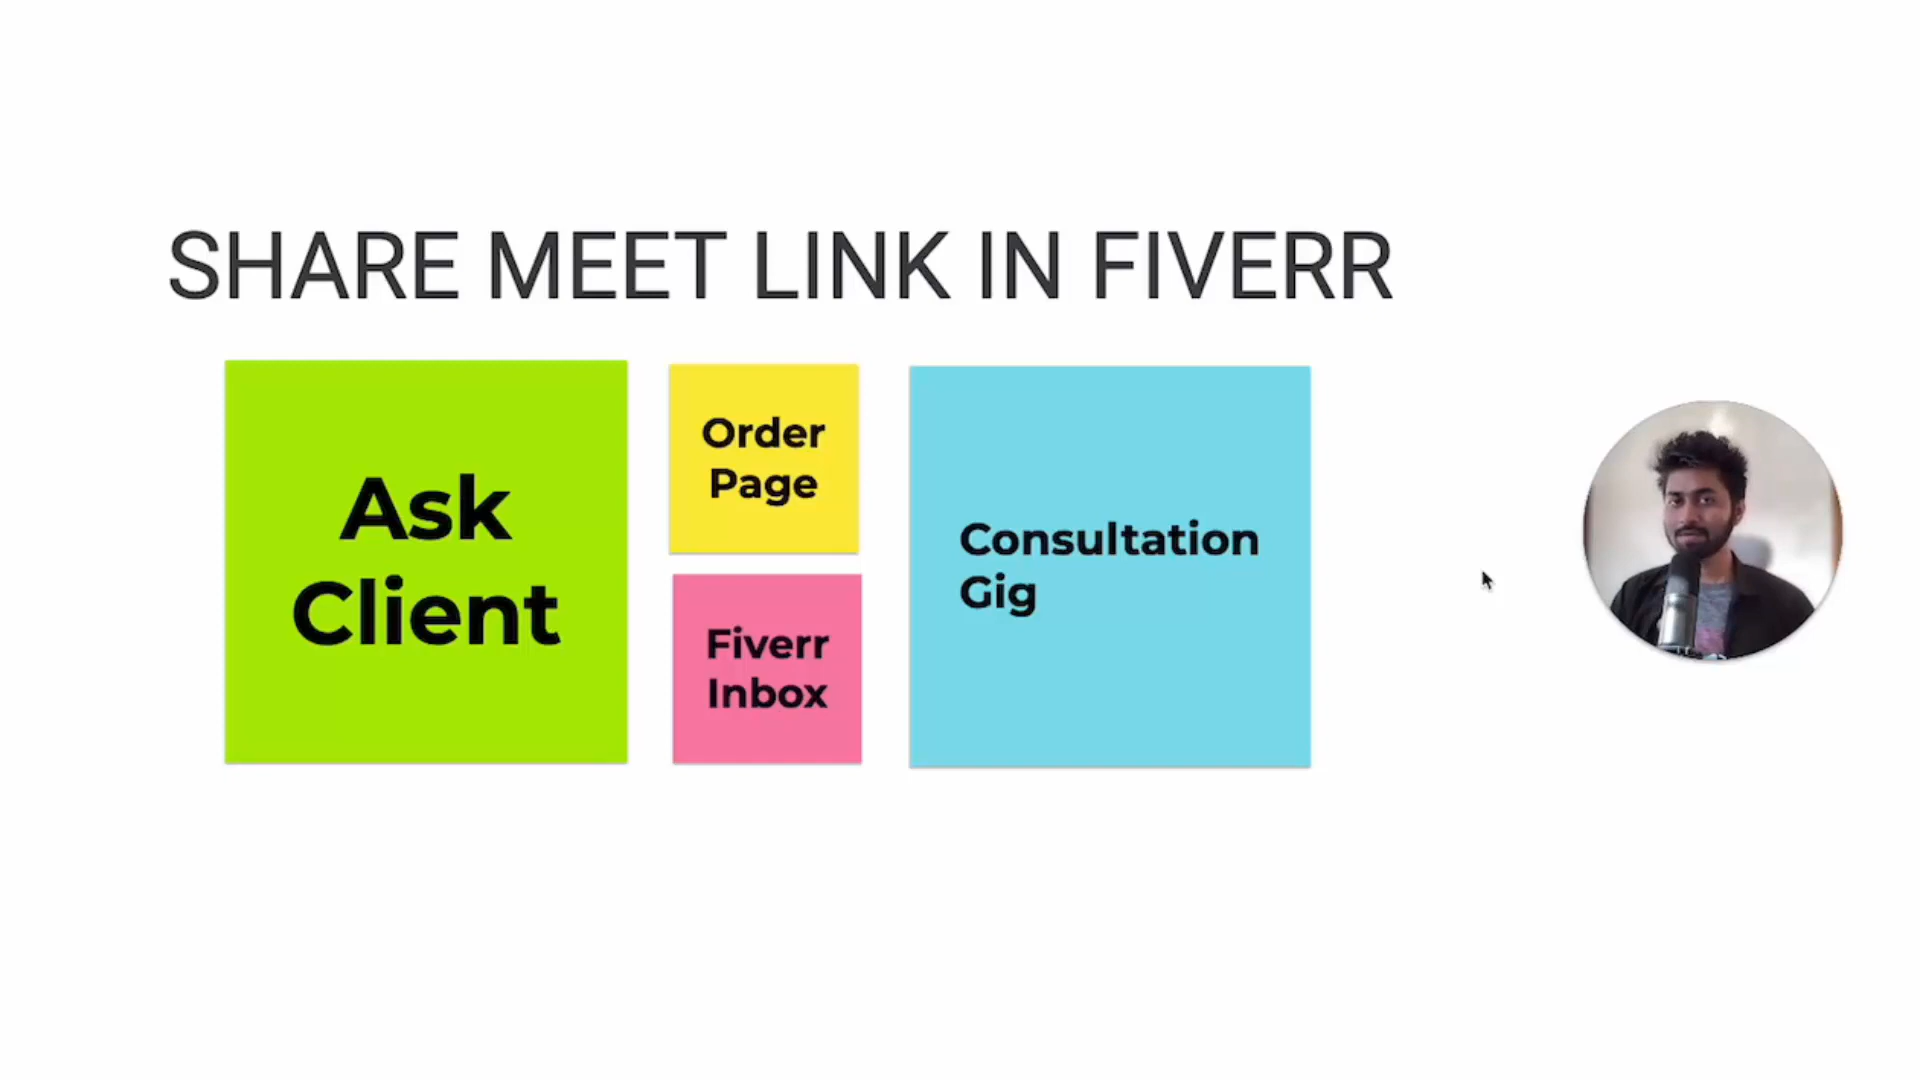 SHARE MEET LINK IN FIVERR
Ask
Client
Order
Page
Fiverr
Inbox
Consultation
Gig